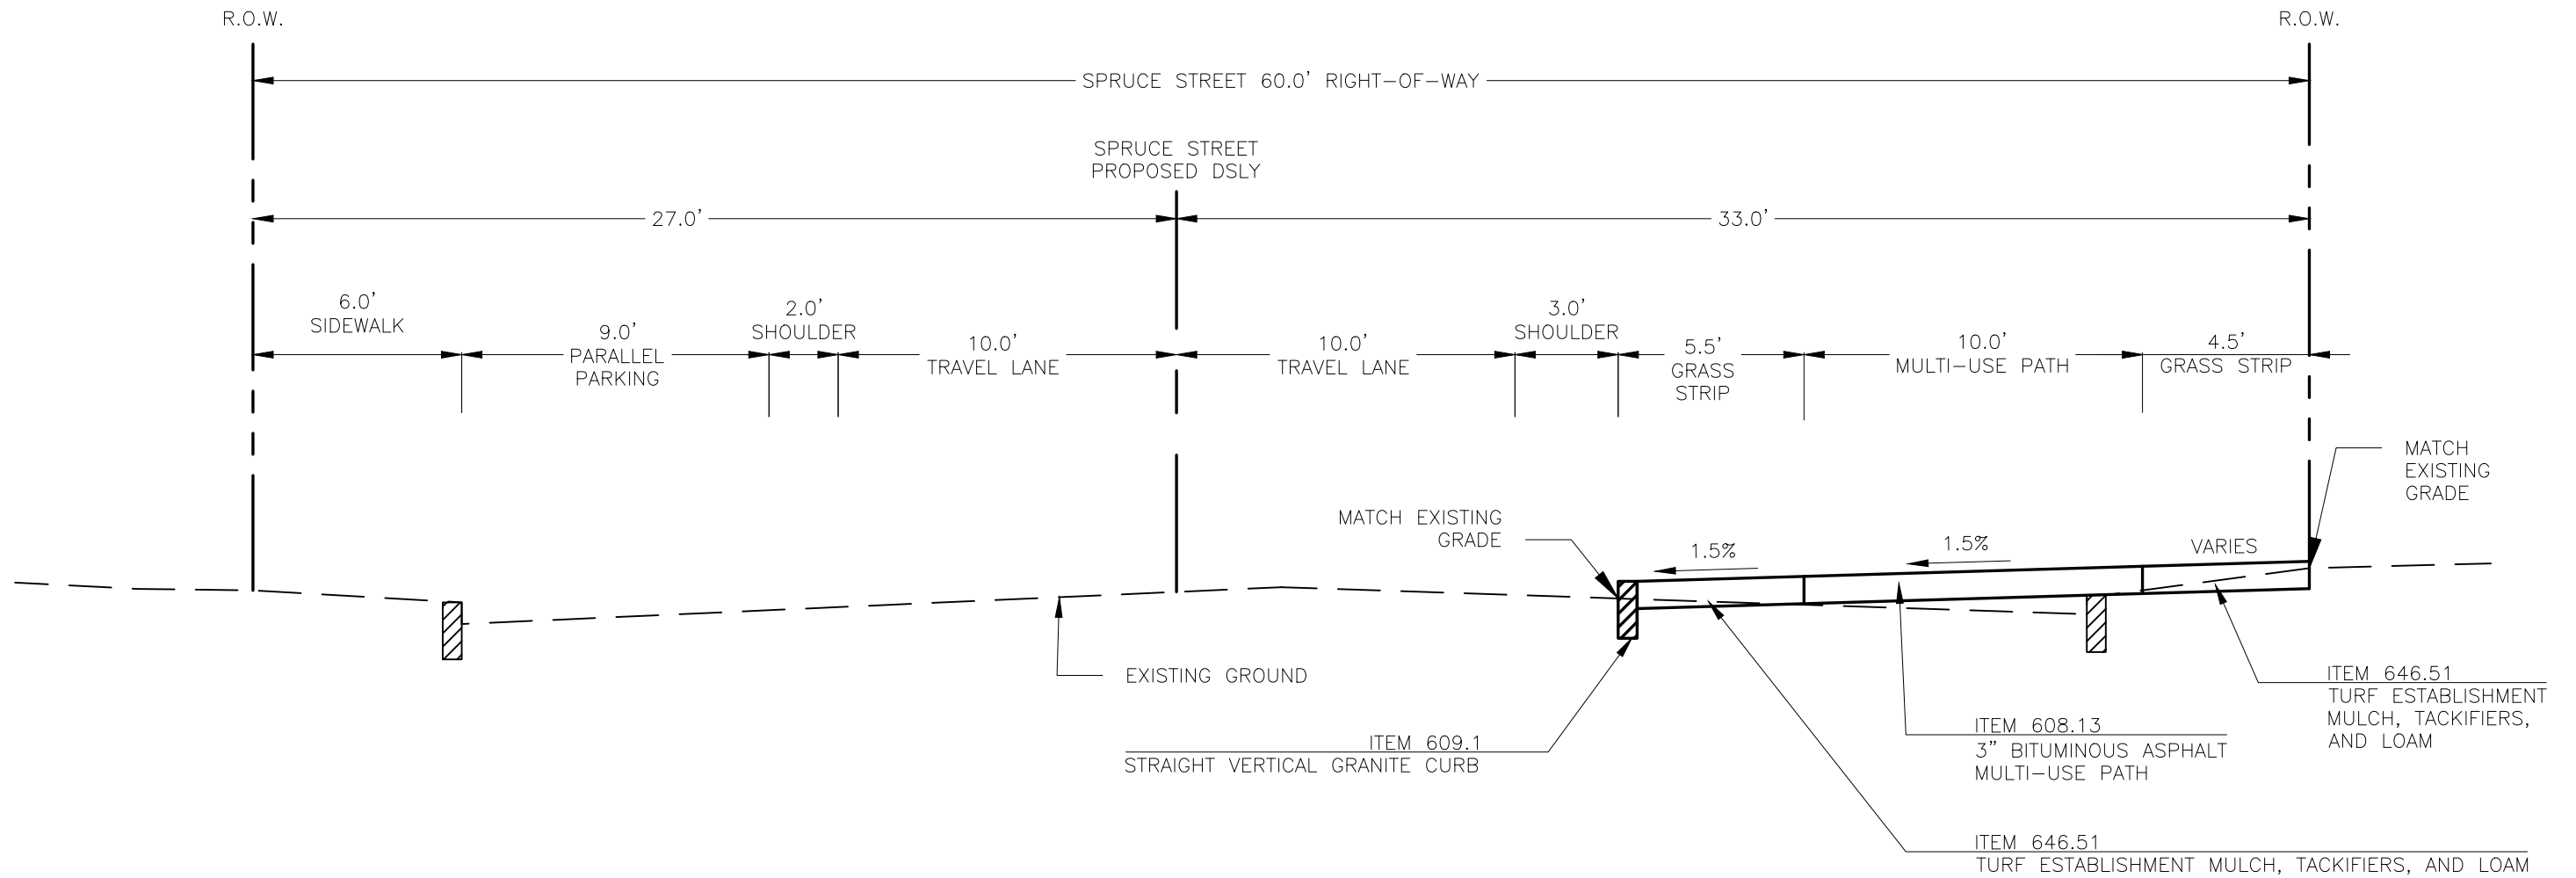 R.O.W.
R.O.W.
SPRUCE STREET 60.0' RIGHT-OF-WAY
SPRUCE STREET
PROPOSED DSLY
27.0'
33.0'
6.0'
SIDEWALK
9.0'
PARALLEL
PARKING
2.0'
SHOULDER
10.0'
TRAVEL LANE
10.0'
TRAVEL LANE
3.0'
SHOULDER
5.5'
GRASS
STRIP
10.0'
MULTI-USE PATH
4.5'
GRASS STRIP
MATCH
EXISTING
GRADE
MATCH EXISTING
GRADE
1.5%
1.5%
VARIES
EXISTING GROUND
ITEM 609.1
STRAIGHT VERTICAL GRANITE CURB
ITEM 646.51
TURF ESTABLISHMENT
MULCH, TACKIFIERS,
AND LOAM
ITEM 608.13
3" BITUMINOUS ASPHALT
MULTI-USE PATH
ITEM 646.51
TURF ESTABLISHMENT MULCH, TACKIFIERS, AND LOAM